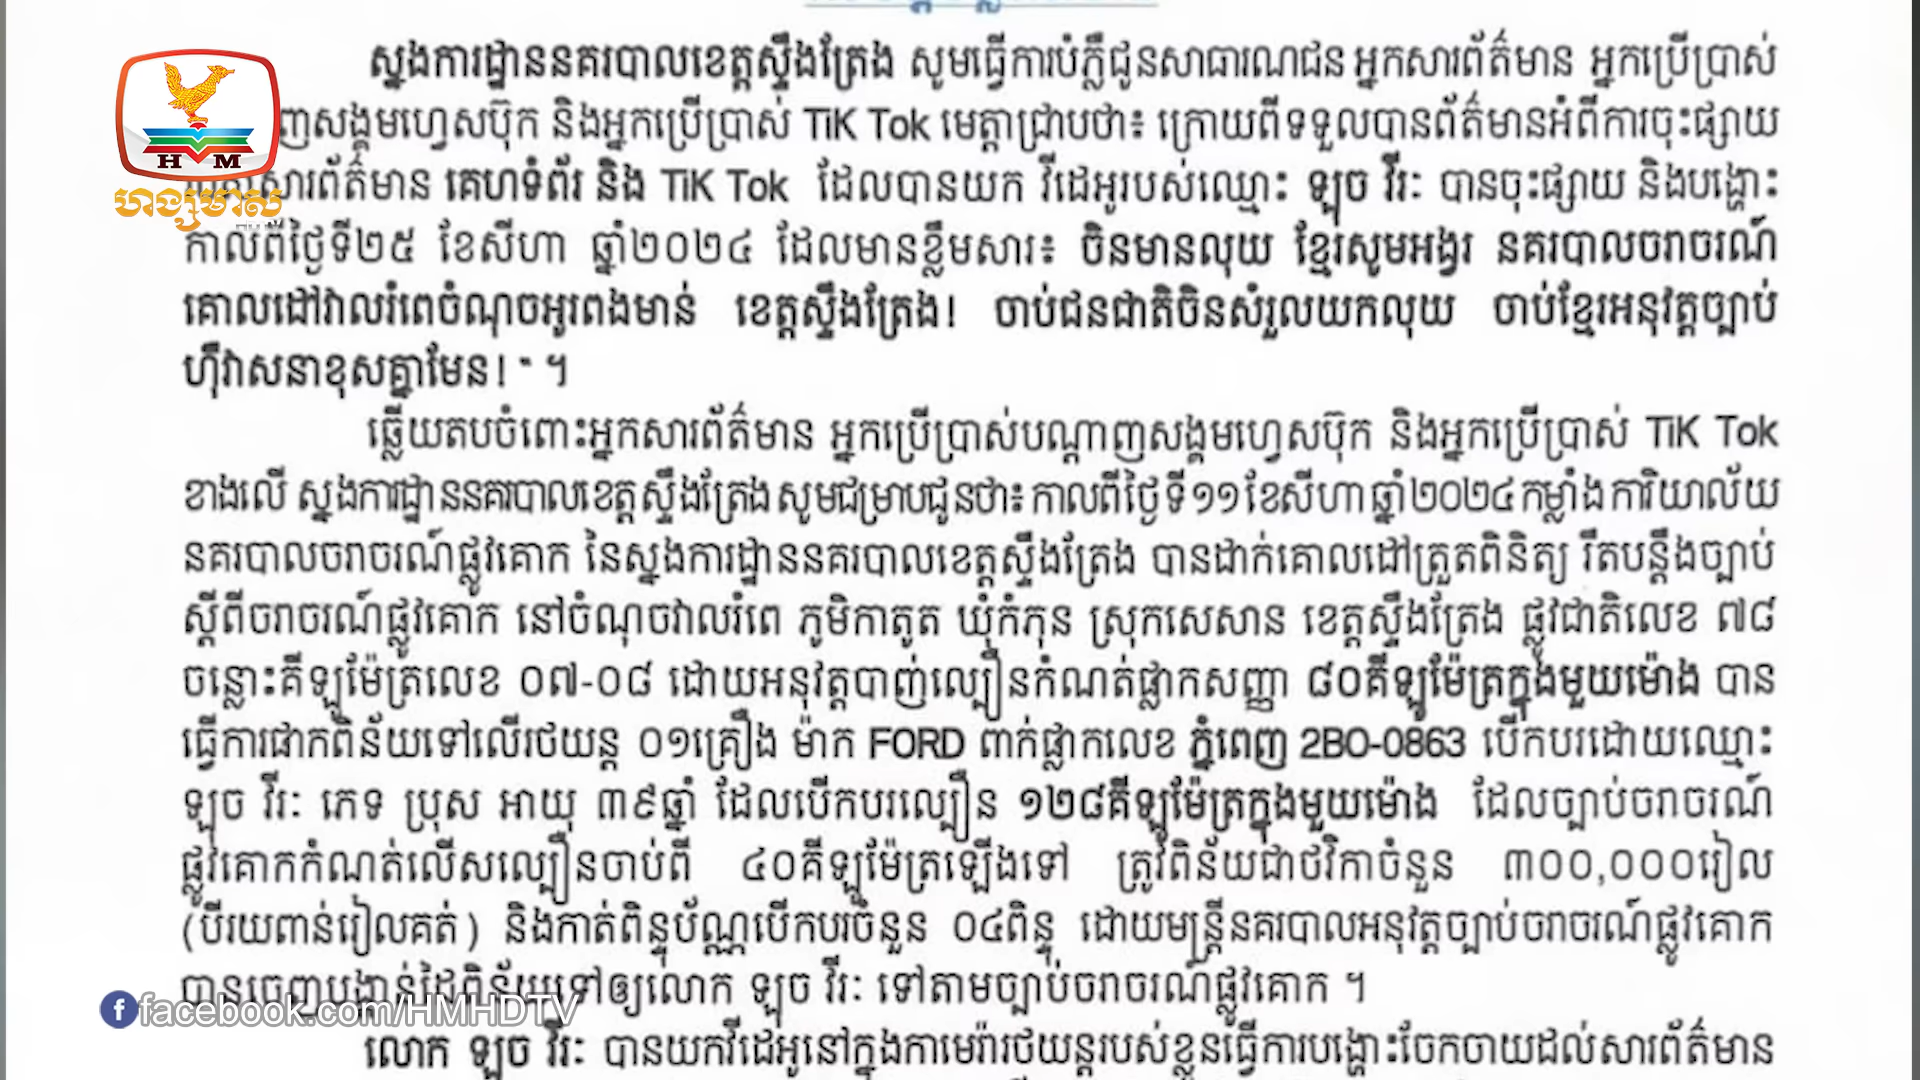 ស្នងការដ្ឋាននគរបាលខេត្តស្ទឹងត្រែង សូមធ្វើការបំភ្លឺជូនសាធារណជន អ្នកសារព័ត៌មាន អ្នកប្រើប្រាស់
សង្គមហ្វេសប៊ុក និងអ្នកប្រើប្រាស់ TiK Tok មេត្តាជ្រាបថា៖ ក្រោយពីទទួលបានព័ត៌មានអំពីការចុះផ្សាយ
សារព័ត៌មាន គេហទំព័រ និង TiK Tok ដែលបានយក វីដេអូរបស់ឈ្មោះ ឡុច វីរៈ បានចុះផ្សាយ និងបង្ហោះ
HM
ហង្សមាស
កាលពីថ្ងៃទី២៥ ខែសីហា ឆ្នាំ២០២៤ ដែលមានខ្លឹមសារ៖ ចិនមានលុយ ខ្មែរសូមអង្វរ នគរបាលចរាចរណ៍
គោលដៅវាលរំពេចំណុចអូរពងមាន់ ខេត្តស្ទឹងត្រែង! ចាប់ជនជាតិចិនសំរួលយកលុយ ចាប់ខ្មែរអនុវត្តច្បាប់
ហ៊ឺវាសនាខុសគ្នាមែន! " ។
ឆ្លើយតបចំពោះអ្នកសារព័ត៌មាន អ្នកប្រើប្រាស់បណ្តាញសង្គមហ្វេសប៊ុក និងអ្នកប្រើប្រាស់ TiK Tok
ខាងលើ ស្នងការដ្ឋាននគរបាលខេត្តស្ទឹងត្រែង សូមជម្រាបជូនថា៖ កាលពីថ្ងៃទី១១ ខែសីហា ឆ្នាំ២០២៤ កម្លាំងការិយាល័យ
នគរបាលចរាចរណ៍ផ្លូវគោក នៃស្នងការដ្ឋាននគរបាលខេត្តស្ទឹងត្រែង បានដាក់គោលដៅត្រួតពិនិត្យ រឹតបន្តឹងច្បាប់
ស្តីពីចរាចរណ៍ផ្លូវគោក នៅចំណុចវាលរំពេ ភូមិកាតូត ឃុំកំភុន ស្រុកសេសាន ខេត្តស្ទឹងត្រែង ផ្លូវជាតិលេខ ៧៨
ចន្លោះគីឡូម៉ែត្រលេខ ០៧-០៨ ដោយអនុវត្តបាញ់ល្បឿនកំណត់ផ្លាកសញ្ញា ៨០គីឡូម៉ែត្រក្នុងមួយម៉ោង បាន
ធ្វើការផាកពិន័យទៅលើរថយន្ត ០១គ្រឿង ម៉ាក FORD ពាក់ផ្លាកលេខ ភ្នំពេញ 2BO-0863 បើកបរដោយឈ្មោះ
ឡុច វីរៈ ភេទ ប្រុស អាយុ ៣៩ឆ្នាំ ដែលបើកបរល្បឿន ១២៨គីឡូម៉ែត្រក្នុងមួយម៉ោង ដែលច្បាប់ចរាចរណ៍
ផ្លូវគោកកំណត់លើសល្បឿនចាប់ពី ៤០គីឡូម៉ែត្រឡើងទៅ ត្រូវពិន័យជាថវិកាចំនួន ៣០០,០០០រៀល
(បីរយពាន់រៀលគត់) និងកាត់ពិន្ទុប័ណ្ណបើកបរចំនួន ០៤ពិន្ទុ ដោយមន្ត្រីនគរបាលអនុវត្តច្បាប់ចរាចរណ៍ផ្លូវគោក
បានចេញបង្កាន់ដៃពិន័យទៅឲ្យលោក ឡុច វីរៈ ទៅតាមច្បាប់ចរាចរណ៍ផ្លូវគោក ។
facebook.com/HMHDTV
លោក ឡុច វីរៈ បានយកវីដេអូនៅក្នុងកាមេរ៉ារថយន្តរបស់ខ្លួនធ្វើការបង្ហោះចែកចាយដល់សារព័ត៌មាន